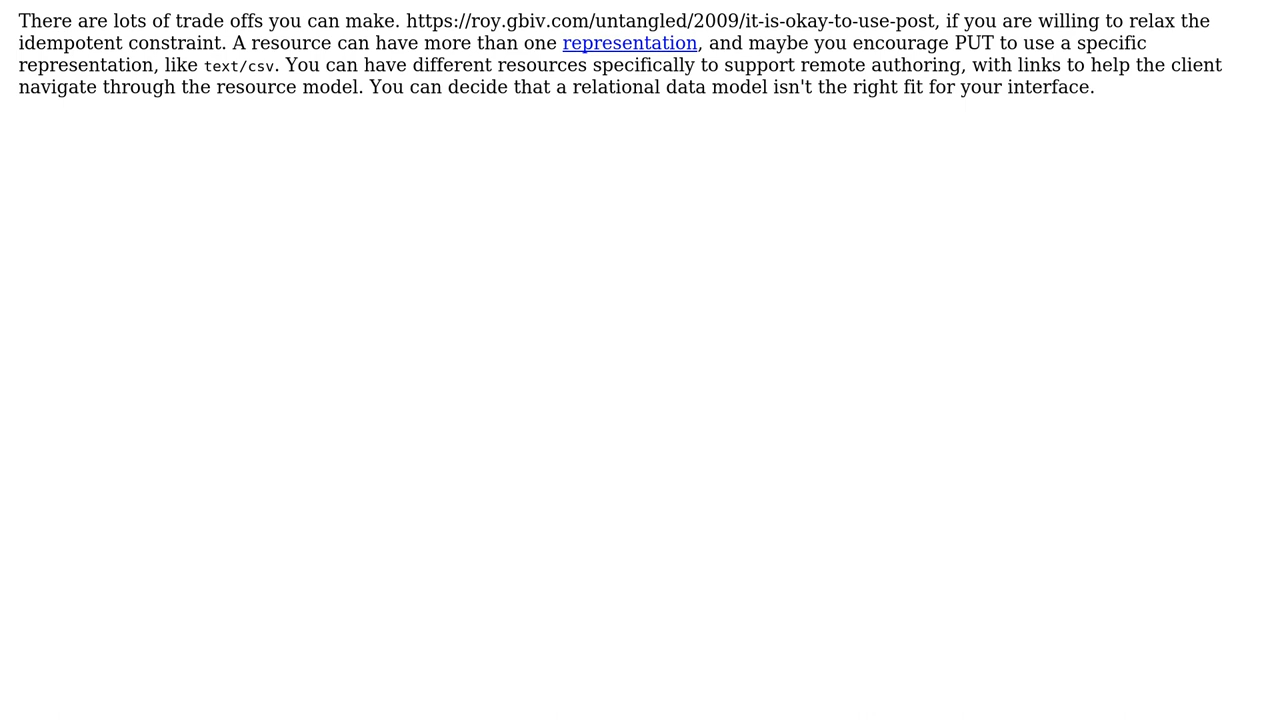 There are lots of trade offs you can make. https://roy.gbiv.com/untangled/2009/it-is-okay-to-use-post, if you are willing to relax the
idempotent constraint. A resource can have more than one representation, and maybe you encourage PUT to use a specific
representation, like text/csv. You can have different resources specifically to support remote authoring, with links to help the client
navigate through the resource model. You can decide that a relational data model isn't the right fit for your interface.